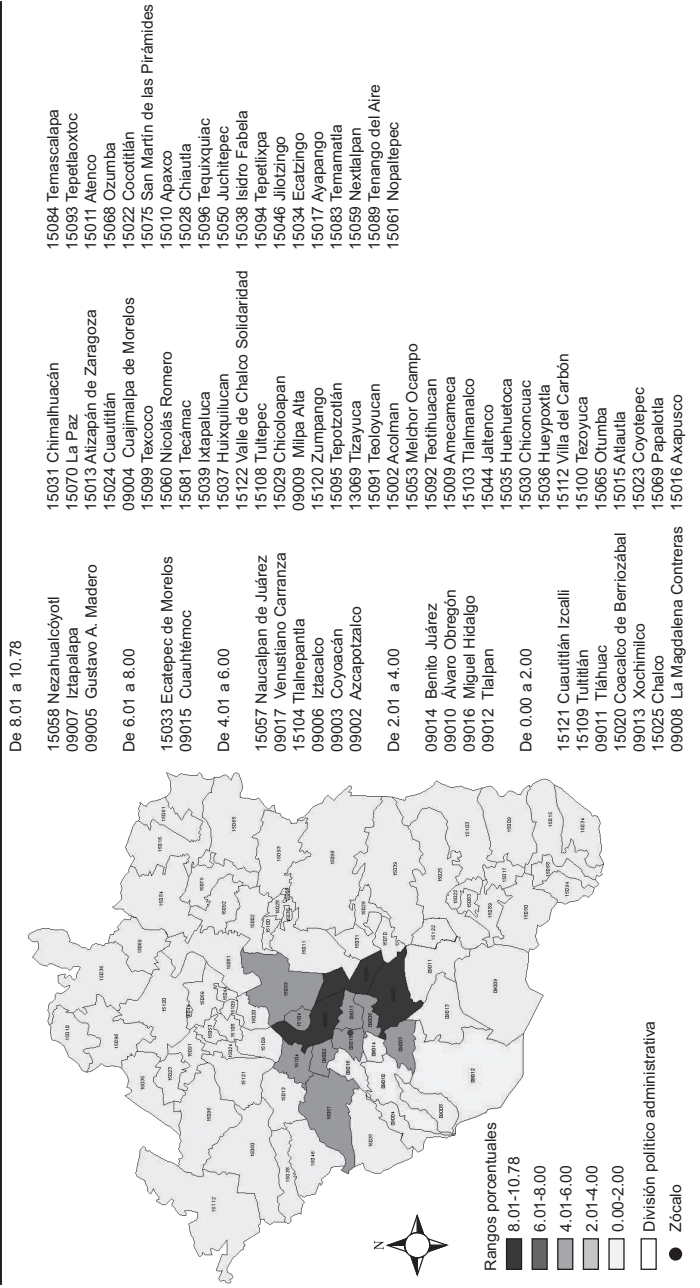 De 8.01 a 10.78
15058 Nezahualcóyotl
09007 Iztapalapa
09005 Gustavo A. Madero
De 6.01 a 8.00
15033 Ecatepec de Morelos
09015 Cuauhtémoc
De 4.01 a 6.00
15057 Naucalpan de Juárez
09017 Venustiano Carranza
15104 Tlalnepantla
09006 Iztacalco
09003 Coyoacán
09002 Azcapotzalco
De 2.01 a 4.00
09014 Benito Juárez
09010 Álvaro Obregón
09016 Miguel Hidalgo
09012 Tlalpan
De 0.00 a 2.00
15121 Cuautitlán Izcalli
15109 Tultitlán
09011 Tláhuac
15020 Coacalco de Berriozábal
09013 Xochimilco
15025 Chalco
09008 La Magdalena Contreras
15031 Chimalhuacán
15070 La Paz
15013 Atizapán de Zaragoza
15024 Cuautitlán
09004 Cuajimalpa de Morelos
15099 Texcoco
15060 Nicolás Romero
15081 Tecámac
15039 Ixtapaluca
15037 Huixquilucan
15122 Valle de Chalco Solidaridad
15108 Tultepec
15029 Chicoloapan
09009 Milpa Alta
15120 Zumpango
15095 Tepotzotlán
13069 Tizayuca
15091 Teoloyucan
15002 Acolman
15053 Melchor Ocampo
15092 Teotihuacan
15009 Amecameca
15103 Tlalmanalco
15044 Jaltenco
15035 Huehuetoca
15030 Chiconcuac
15036 Hueypoxtla
15112 Villa del Carbón
15100 Tezoyuca
15065 Otumba
15015 Atlautla
15023 Coyotepec
15069 Papalotla
15016 Axapusco
15084 Temascalapa
15093 Tepetlaoxtoc
15011 Atenco
15068 Ozumba
15022 Cocotitlán
15075 San Martín de las Pirámides
15010 Apaxco
15028 Chiautla
15096 Tequixquiac
15050 Juchitepec
15038 Isidro Fabela
15094 Tepetlixpa
15046 Jilotzingo
15034 Ecatzingo
15017 Ayapango
15083 Temamatla
15059 Nextlalpan
15089 Tenango del Aire
15061 Nopaltepec
N
Rangos porcentuales
8.01-10.78
6.01-8.00
4.01-6.00
2.01-4.00
0.00-2.00
División político administrativa
Zócalo